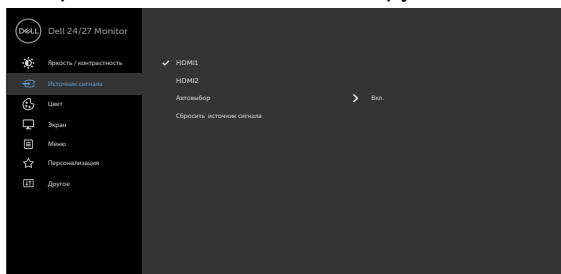 DELL Dell 24/27 Monitor
Яркость / контрастность
HDMI1
Источник сигнала
HDMI2
Цвет
Автовыбор Вкл.
Сбросить источник сигнала
Экран
Меню
Персонализация
Другое